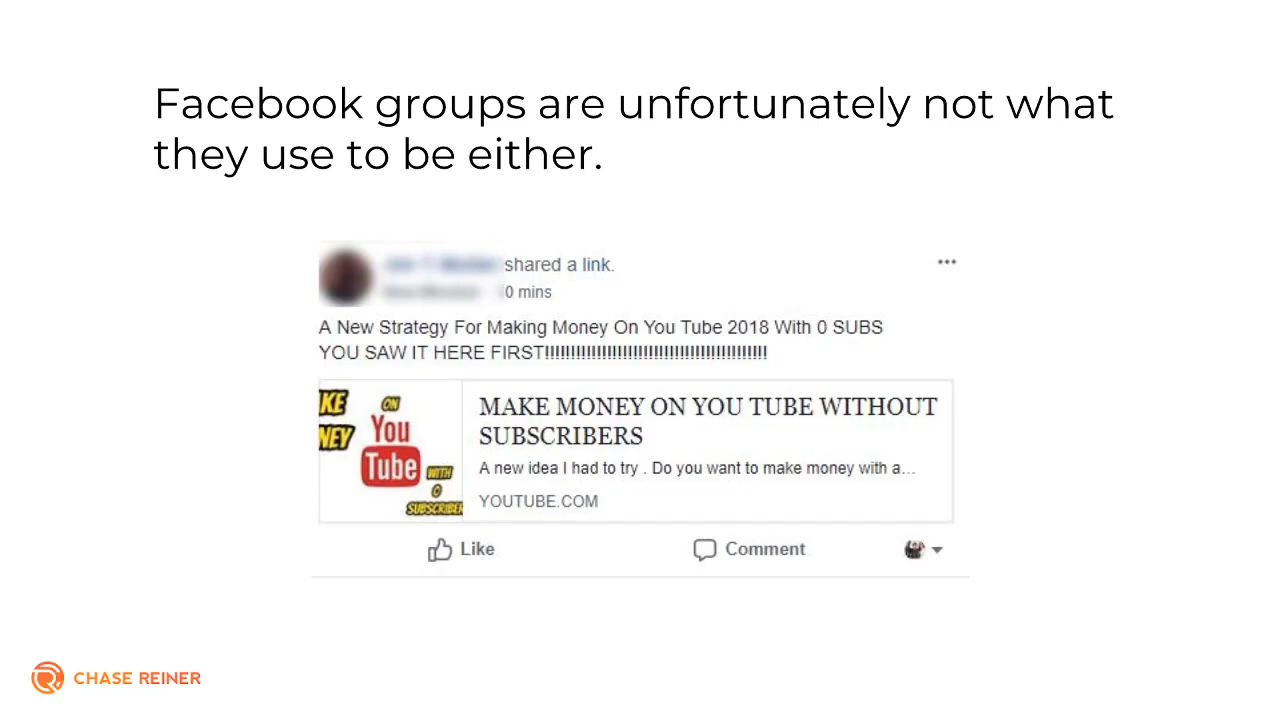 Facebook groups are unfortunately not what
they use to be either.
shared a link.
0 mins
A New Strategy For Making Money On You Tube 2018 With 0 SUBS
YOU SAW IT HERE FIRST!!!!!!!!!!!!!!!!!!!!!!!!!!!!!!!!!!!!!!!!!!!!
KE
NEY
ON
You
Tube
WITH
0
SUBSCRIBER
MAKE MONEY ON YOU TUBE WITHOUT
SUBSCRIBERS
A new idea I had to try . Do you want to make money with a...
YOUTUBE.COM
Like
Comment
CHASE REINER